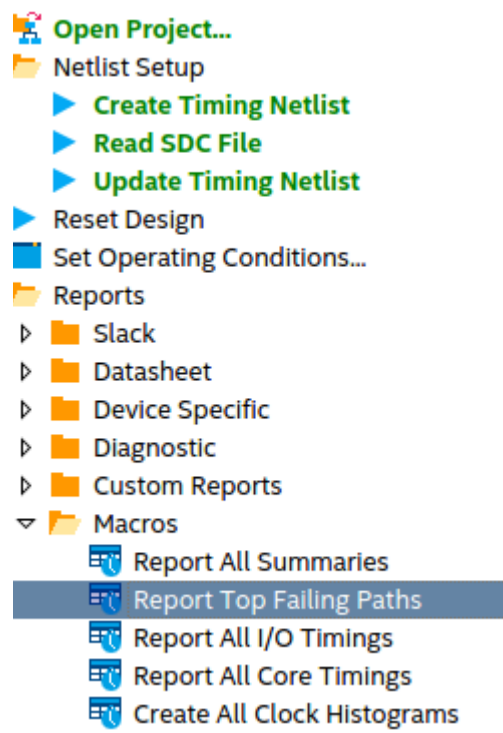 Open Project...
Netlist Setup
Create Timing Netlist
Read SDC File
Update Timing Netlist
Reset Design
Set Operating Conditions...
Reports
Slack
Datasheet
Device Specific
Diagnostic
Custom Reports
Macros
Report All Summaries
Report Top Failing Paths
Report All I/O Timings
Report All Core Timings
Create All Clock Histograms